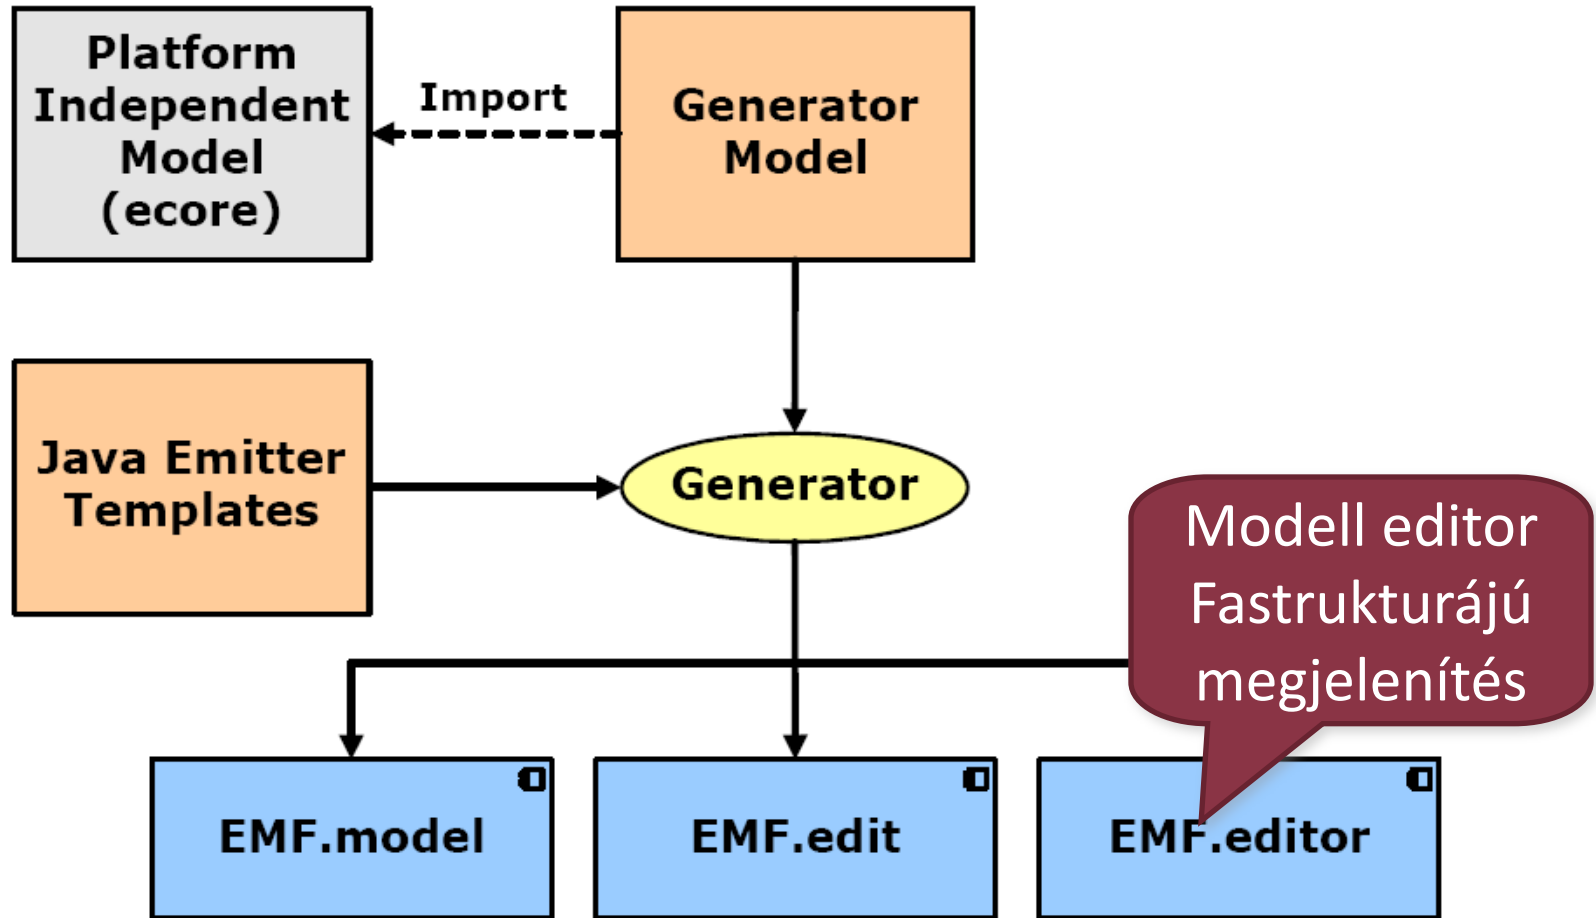 Platform
Independent
Model
(ecore)
Import
Generator
Model
Java Emitter
Templates
Generator
Modell editor
Fastrukturájú
megjelenítés
EMF.model
EMF.edit
EMF.editor